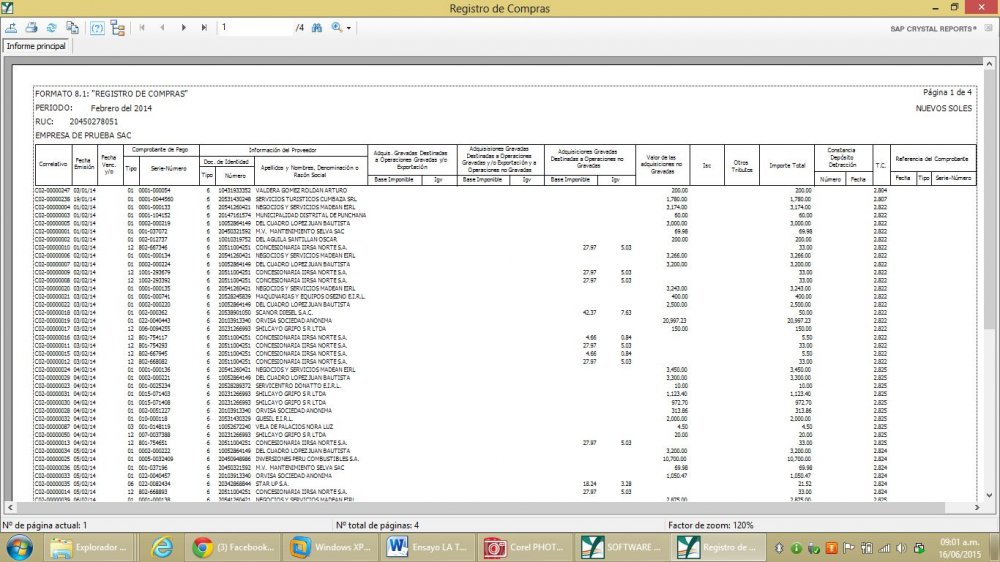 Registro de Compras
1 /4
SAP CRYSTAL REPORTS®
Informe principal
FORMATO 8.1: "REGISTRO DE COMPRAS" Página 1 de 4
PERIODO: Febrero del 2014 NUEVOS SOLES
RUC: 20450278051
EMPRESA DE PRUEBA SAC
Correlativo Fecha Emisión Fecha Venc. y/o Comprobante de Pago Tipo Serie-Número Información del Proveedor Doc. de Identidad Tipo Número Apellidos y Nombres, Denominación o Razón Social Adquis. Gravadas Destinadas a Operaciones Gravadas y/o Exportación Base Imponible Igv Adquisiciones Gravadas Destinadas a Operaciones Gravadas y/o Exportación y a Operaciones no Gravadas Base Imponible Igv Adquisiciones Gravadas Destinadas a Operaciones no Gravadas Base Imponible Igv Valor de las adquisiciones no Gravadas Isc Otros Tributos Importe Total Constancia Depósito Detracción Número Fecha T.C. Referencia del Comprobante Fecha Tipo Serie-Número
C02-00000247 03/01/14 01 0001-000054 6 10431933352 VALDERA GOMEZ ROLDAN ARTURO 200.00 200.00 2.804
C02-00000238 19/01/14 01 0001-0044560 6 20531430248 SERVICIOS TURISTICOS CUMBAZA SRL 1,780.00 1,780.00 2.807
C02-00000004 01/02/14 01 0001-000133 6 20541260421 NEGOCIOS Y SERVICIOS MADEAN EIRL 3,174.00 3,174.00 2.822
C02-00000003 01/02/14 01 0001-104152 6 20147161574 MUNICIPALIDAD DISTRITAL DE PUNCHANA 60.00 60.00 2.822
C02-00000005 01/02/14 01 0002-000219 6 10052864149 DEL CUADRO LOPEZ JUAN BAUTISTA 3,000.00 3,000.00 2.822
C02-00000001 01/02/14 01 001-037072 6 20450321592 M.V. MANTENIMIENTO SELVA SAC 69.98 69.98 2.822
C02-00000002 01/02/14 01 002-012737 6 10010319752 DEL AGUILA SANTILLAN OSCAR 200.00 200.00 2.822
C02-00000010 02/02/14 12 802-667346 6 20511004251 CONCESIONARIA IIRSA NORTE S.A. 27.97 5.03 33.00 2.822
C02-00000006 02/02/14 01 0001-000134 6 20541260421 NEGOCIOS Y SERVICIOS MADEAN EIRL 3,266.00 3,266.00 2.822
C02-00000007 02/02/14 01 0002-000224 6 10052864149 DEL CUADRO LOPEZ JUAN BAUTISTA 3,200.00 3,200.00 2.822
C02-00000009 02/02/14 12 1001-293679 6 20511004251 CONCESIONARIA IIRSA NORTE S.A. 27.97 5.03 33.00 2.822
C02-00000008 02/02/14 12 1002-293392 6 20511004251 CONCESIONARIA IIRSA NORTE S.A. 27.97 5.03 33.00 2.822
C02-00000020 03/02/14 01 0001-000135 6 20541260421 NEGOCIOS Y SERVICIOS MADEAN EIRL 3,243.00 3,243.00 2.822
C02-00000021 03/02/14 01 0001-000741 6 20528245839 MAQUINARIAS Y EQUIPOS OSEZNO E.I.R.L. 400.00 400.00 2.822
C02-00000022 03/02/14 01 0002-000220 6 10052864149 DEL CUADRO LOPEZ JUAN BAUTISTA 2,500.00 2,500.00 2.822
C02-00000018 03/02/14 01 002-000362 6 20538901050 SCANOR DIESEL S.A.C. 42.37 7.63 50.00 2.822
C02-00000019 03/02/14 01 022-0040443 6 20103913340 ORVISA SOCIEDAD ANONIMA 20,997.23 20,997.23 2.822
C02-00000017 03/02/14 12 006-0094255 6 20231266993 SHILCAYO GRIFO S R LTDA 150.00 150.00 2.822
C02-00000016 03/02/14 12 801-754117 6 20511004251 CONCESIONARIA IIRSA NORTE S.A. 4.66 0.84 5.50 2.822
C02-00000011 03/02/14 12 801-754293 6 20511004251 CONCESIONARIA IIRSA NORTE S.A. 27.97 5.03 33.00 2.822
C02-00000015 03/02/14 12 802-667945 6 20511004251 CONCESIONARIA IIRSA NORTE S.A. 4.66 0.84 5.50 2.822
C02-00000012 03/02/14 12 802-668082 6 20511004251 CONCESIONARIA IIRSA NORTE S.A. 27.97 5.03 33.00 2.822
C02-00000024 04/02/14 01 0001-000136 6 20541260421 NEGOCIOS Y SERVICIOS MADEAN EIRL 3,450.00 3,450.00 2.825
C02-00000029 04/02/14 01 0002-000221 6 10052864149 DEL CUADRO LOPEZ JUAN BAUTISTA 3,300.00 3,300.00 2.825
C02-00000023 04/02/14 01 001-0025234 6 20528289372 SERVICENTRO DONATTO E.I.R.L. 10.00 10.00 2.825
C02-00000031 04/02/14 01 0015-071403 6 20231266993 SHILCAYO GRIFO S R LTDA 1,123.40 1,123.40 2.825
C02-00000030 04/02/14 01 0015-071408 6 20231266993 SHILCAYO GRIFO S R LTDA 972.70 972.70 2.825
C02-00000028 04/02/14 01 002-0051227 6 20103913340 ORVISA SOCIEDAD ANONIMA 313.86 313.86 2.825
C02-00000032 04/02/14 01 010-000118 6 20531430329 GUESIL E.I.R.L. 2,000.00 2,000.00 2.825
C02-00000087 04/02/14 03 001-0148119 6 10052672240 VELA DE PALACIOS NORA LUZ 4.50 4.50 2.825
C02-00000050 04/02/14 12 007-0037388 6 20231266993 SHILCAYO GRIFO S R LTDA 20.00 20.00 2.825
C02-00000013 04/02/14 12 801-754651 6 20511004251 CONCESIONARIA IIRSA NORTE S.A. 27.97 5.03 33.00 2.825
C02-00000034 05/02/14 01 0002-000222 6 10052864149 DEL CUADRO LOPEZ JUAN BAUTISTA 3,200.00 3,200.00 2.824
C02-00000025 05/02/14 01 0005-0032409 6 20450948986 INVERSIONES PERU COMBUSTIBLES S.A. 10,700.00 10,700.00 2.824
C02-00000036 05/02/14 01 001-037196 6 20450321592 M.V. MANTENIMIENTO SELVA SAC 69.98 69.98 2.824
C02-00000033 05/02/14 01 022-0040457 6 20103913340 ORVISA SOCIEDAD ANONIMA 1,050.47 1,050.47 2.824
C02-00000035 05/02/14 06 022-0082434 6 20342868844 STAR UP S.A. 18.24 3.28 21.52 2.824
C02-00000014 05/02/14 12 802-668893 6 20511004251 CONCESIONARIA IIRSA NORTE S.A. 27.97 5.03 33.00 2.824
C02-00000039 06/02/14 01 0001-000138 6 20541260421 NEGOCIOS Y SERVICIOS MADEAN EIRL 2,875.00 2,875.00
Nº de página actual: 1 Nº total de páginas: 4 Factor de zoom: 120%
Explorador ... (3) Facebook... Windows XP... Ensayo LA T... Corel PHOT... SOFTWARE ... Registro de ... 09:01 a.m.
16/06/2015